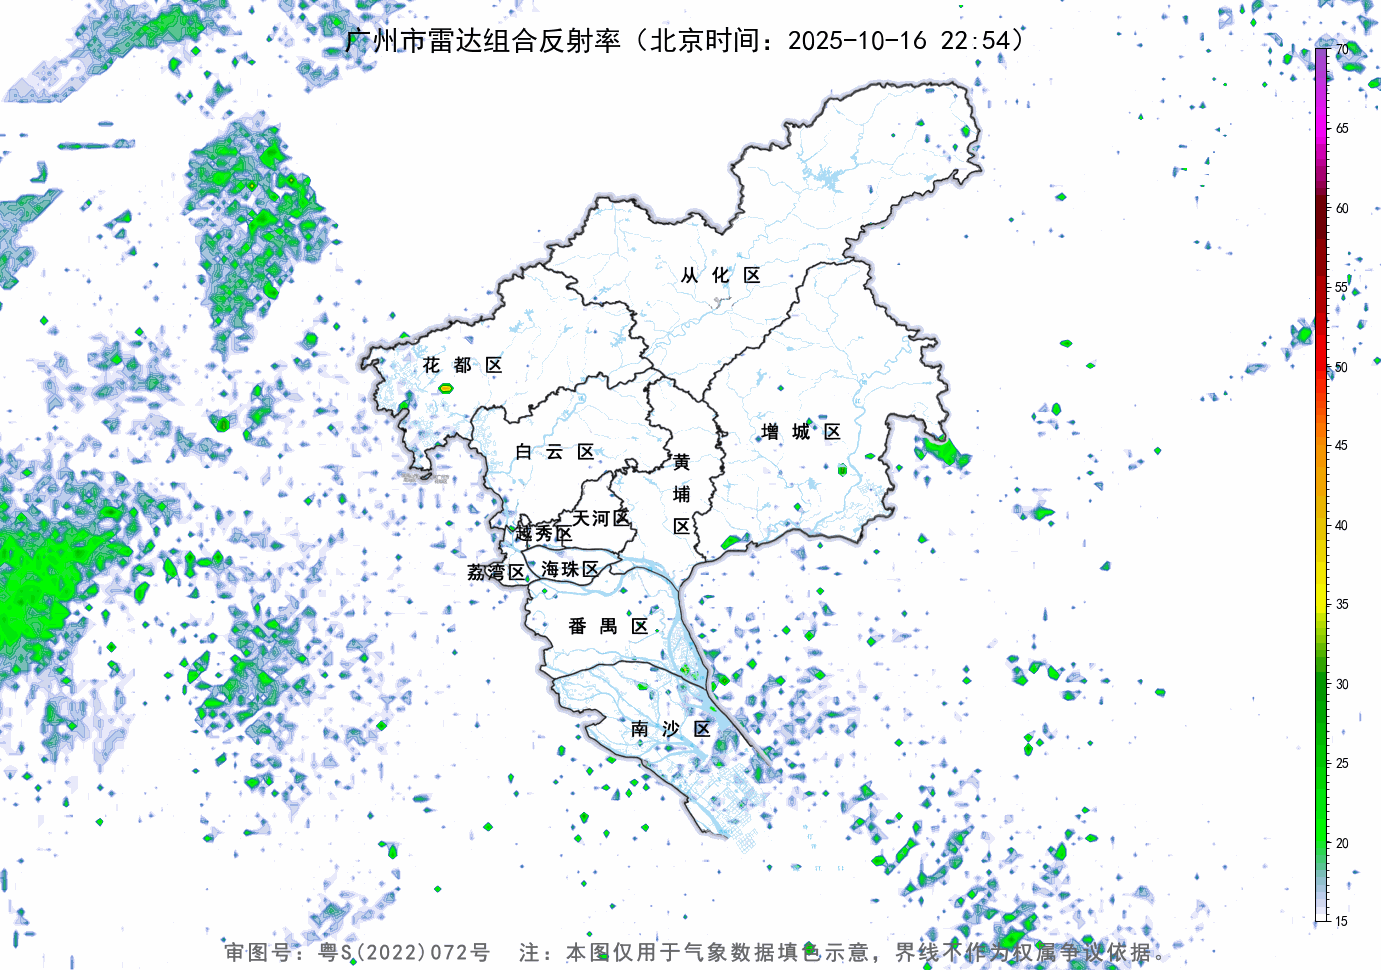 广州市雷达组合反射率（北京时间：2025-10-16 22:54）
70
65
60
55
50
45
40
35
30
25
20
15
从化区
花都区
增城区
白云区
黄埔区
天河区
越秀区
荔湾区
海珠区
番禺区
南沙区
审图号：粤S(2022)072号 注：本图仅用于气象数据填色示意，界线不作为权属争议依据。